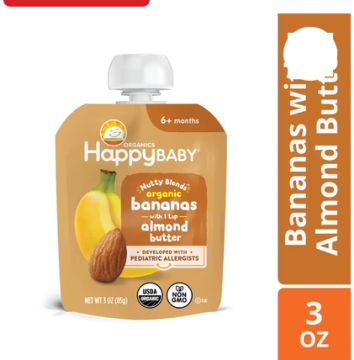 6+ months
ORGANICS
HappyBABY®
Nutty Blends
organic
bananas
with 1 tsp
almond
butter
DEVELOPED WITH
PEDIATRIC ALLERGISTS
NET WT 3 OZ (85g)
USDA
ORGANIC
NON
GMO
Bananas wi
Almond Butt
3
OZ